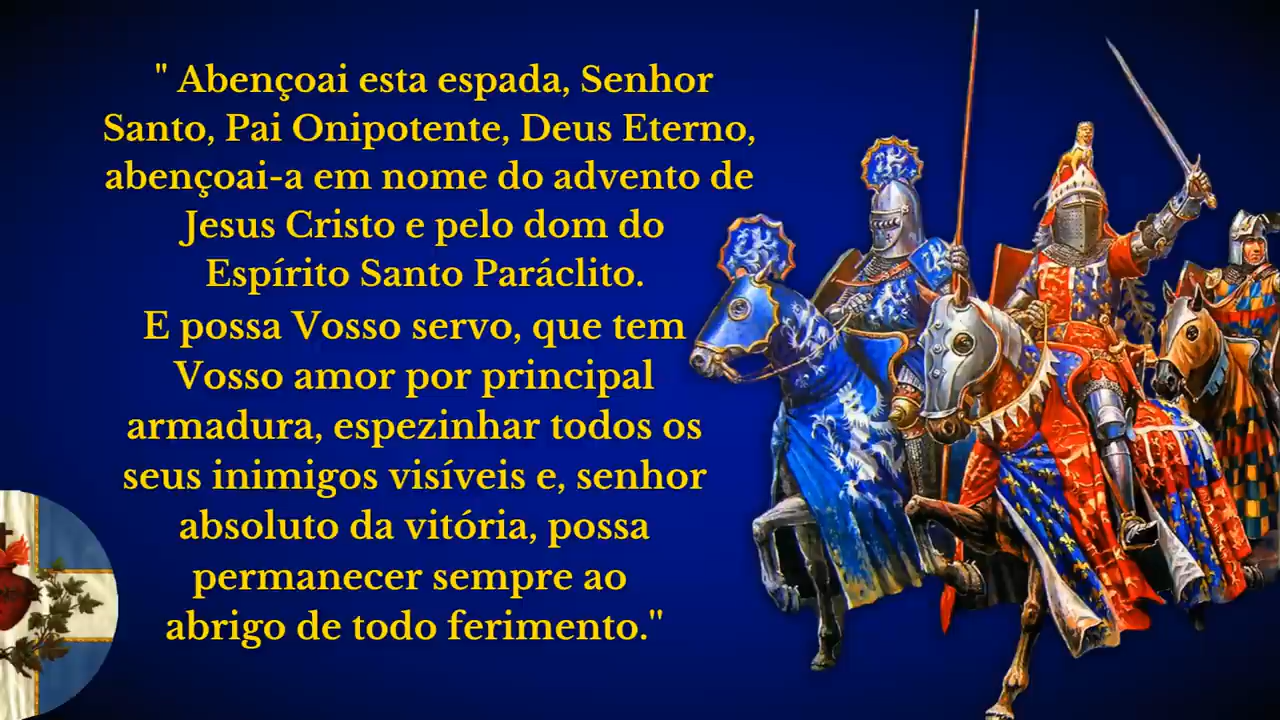 " Abençoai esta espada, Senhor
Santo, Pai Onipotente, Deus Eterno,
abençoai-a em nome do advento de
Jesus Cristo e pelo dom do
Espírito Santo Paráclito.
E possa Vosso servo, que tem
Vosso amor por principal
armadura, espezinhar todos os
seus inimigos visíveis e, senhor
absoluto da vitória, possa
permanecer sempre ao
abrigo de todo ferimento."